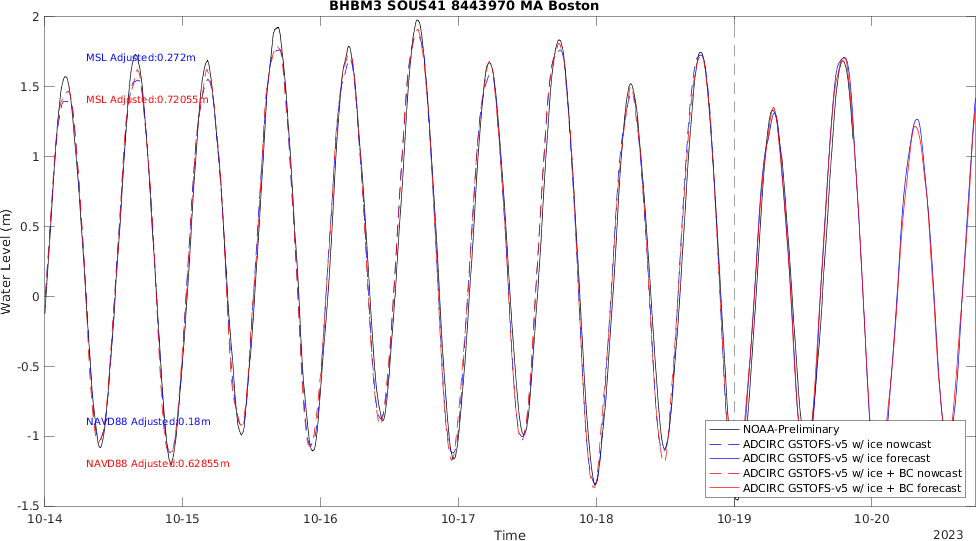 BHBM3 SOUS41 8443970 MA Boston
2
1.5
1
0.5
0
-0.5
-1
-1.5
Water Level (m)
MSL Adjusted:0.272m
MSL Adjusted:0.72055m
NAVD88 Adjusted:0.18m
NAVD88 Adjusted:0.62855m
NOAA-Preliminary
ADCIRC GSTOFS-v5 w/ ice nowcast
ADCIRC GSTOFS-v5 w/ ice forecast
ADCIRC GSTOFS-v5 w/ ice + BC nowcast
ADCIRC GSTOFS-v5 w/ ice + BC forecast
10-14 10-15 10-16 10-17 10-18 10-19 10-20
Time
2023